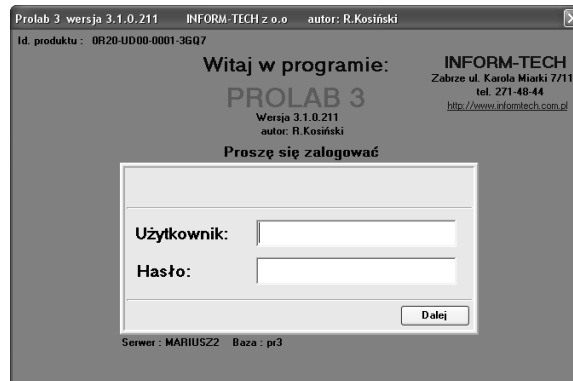 Prolab 3 wersja 3.1.0.211 INFORM-TECH z o.o autor: R.Kosiński
Id. produktu : 0R20-UD00-0001-3GQ7
Witaj w programie:
PROLAB 3
Wersja 3.1.0.211
autor: R.Kosiński
INFORM-TECH
Zabrze ul. Karola Miarki 7/11
tel. 271-48-44
http://www.informtech.com.pl
Proszę się zalogować
Użytkownik:
Hasło:
Dalej
Serwer : MARIUSZ2 Baza : pr3